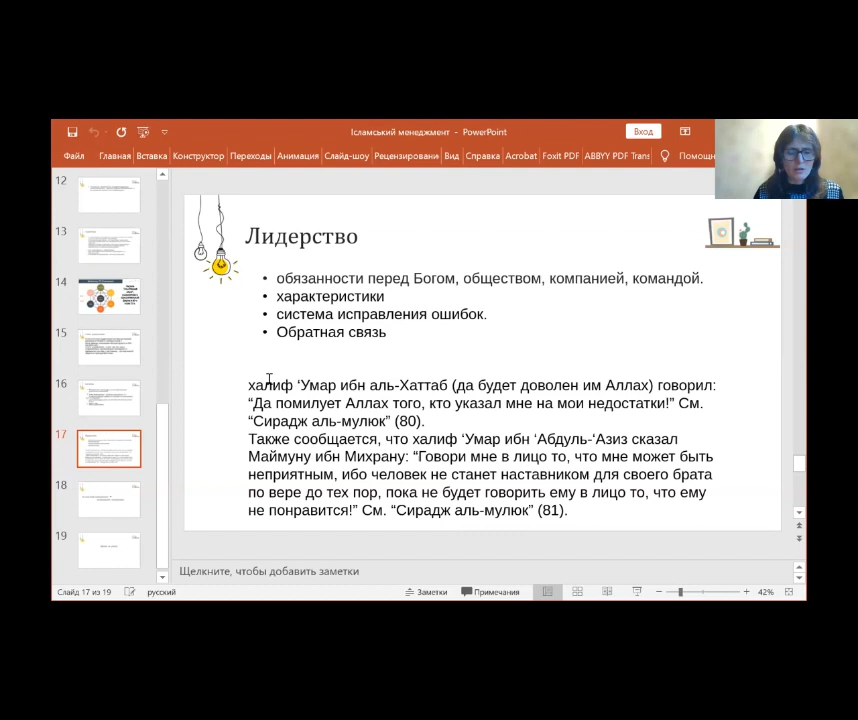 Ісламський менеджмент - PowerPoint
Вход
Файл Главная Вставка Конструктор Переходы Анимация Слайд-шоу Рецензировани Вид Справка Acrobat Foxit PDF ABBYY PDF Trans Помощн
12
13
14
15
16
17
18
19
Лидерство
• обязанности перед Богом, обществом, компанией, командой.
• характеристики
• система исправления ошибок.
• Обратная связь
халиф ‘Умар ибн аль-Хаттаб (да будет доволен им Аллах) говорил:
“Да помилует Аллах того, кто указал мне на мои недостатки!” См.
“Сирадж аль-мулюк” (80).
Также сообщается, что халиф ‘Умар ибн ‘Абдуль-‘Азиз сказал
Маймуну ибн Михрану: “Говори мне в лицо то, что мне может быть
неприятным, ибо человек не станет наставником для своего брата
по вере до тех пор, пока не будет говорить ему в лицо то, что ему
не понравится!” См. “Сирадж аль-мулюк” (81).
Щелкните, чтобы добавить заметки
Слайд 17 из 19 русский Заметки Примечания 42%